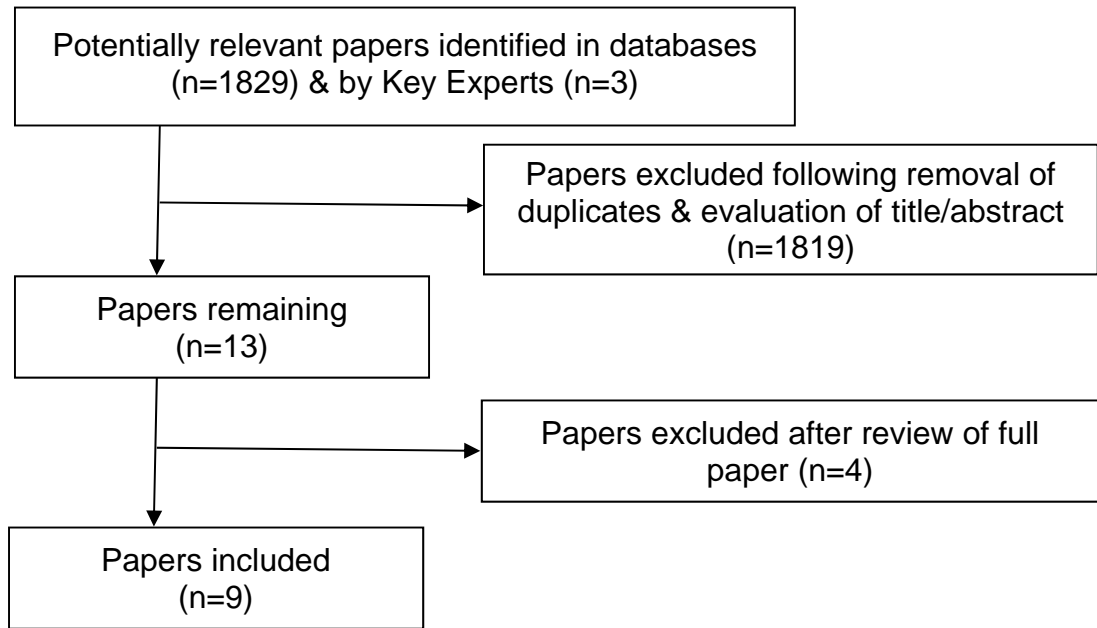 Potentially relevant papers identified in databases
(n=1829) & by Key Experts (n=3)
Papers excluded following removal of
duplicates & evaluation of title/abstract
(n=1819)
Papers remaining
(n=13)
Papers excluded after review of full
paper (n=4)
Papers included
(n=9)